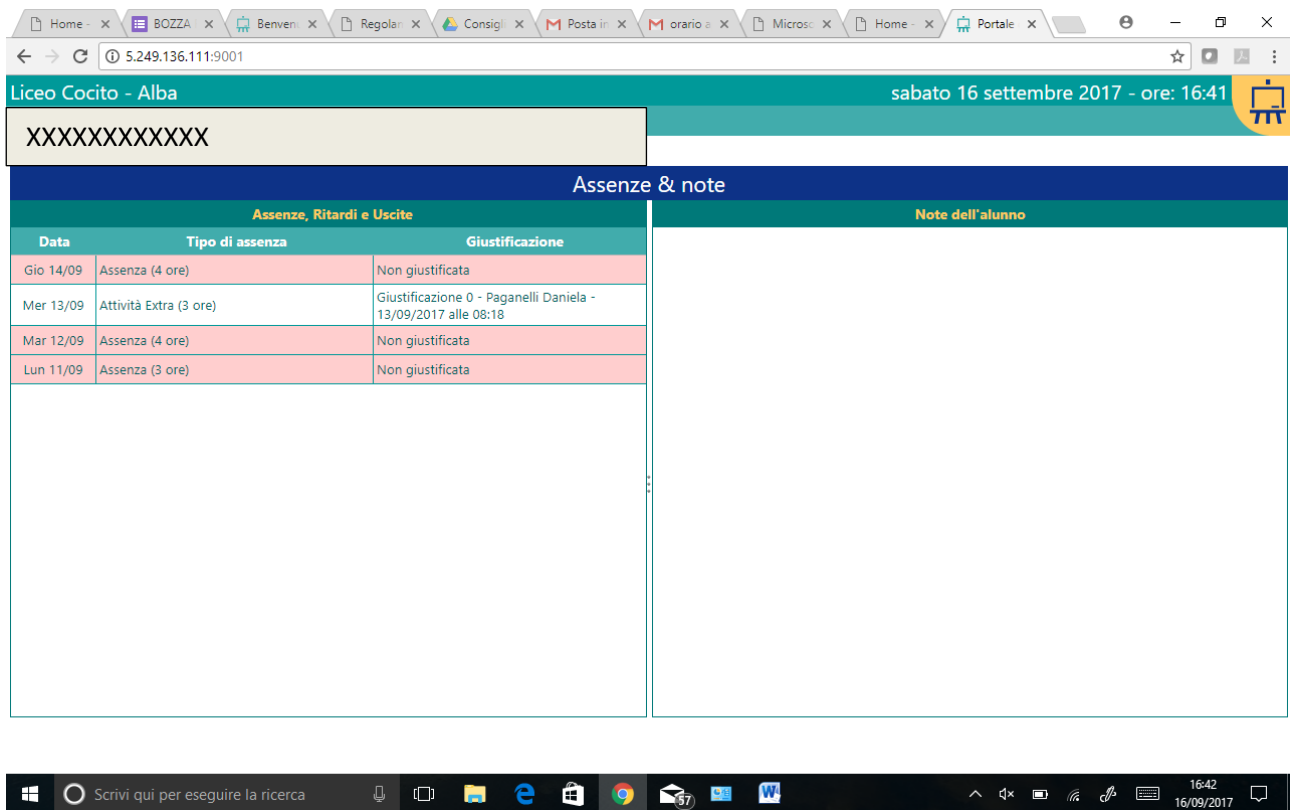 Home -
BOZZA
Benven
Regolar
Consigl
Posta in
orario a
Microsc
Home -
Portale
5.249.136.111:9001
Liceo Cocito - Alba
sabato 16 settembre 2017 - ore: 16:41
XXXXXXXXXXXX
Assenze & note
Assenze, Ritardi e Uscite
Note dell'alunno
Data Tipo di assenza Giustificazione
Gio 14/09 Assenza (4 ore) Non giustificata
Mer 13/09 Attività Extra (3 ore) Giustificazione 0 - Paganelli Daniela -
13/09/2017 alle 08:18
Mar 12/09 Assenza (4 ore) Non giustificata
Lun 11/09 Assenza (3 ore) Non giustificata
Scrivi qui per eseguire la ricerca
57
16:42
16/09/2017